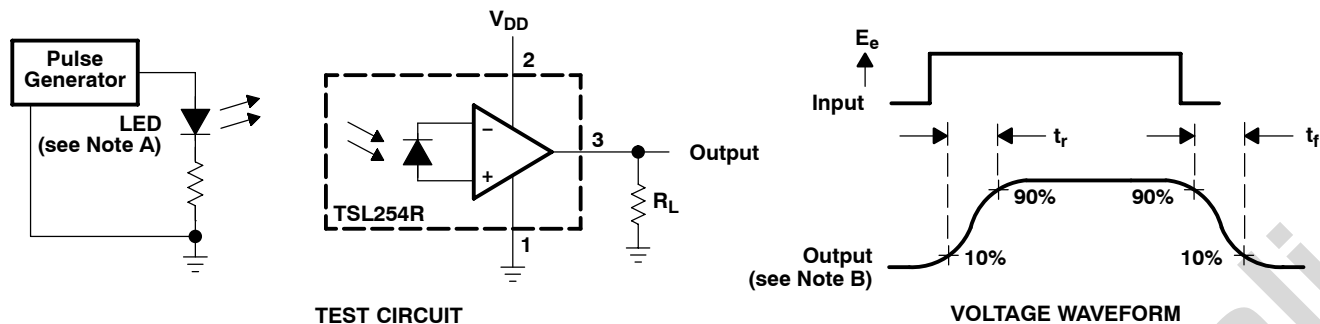 Pulse
Generator
LED
(see Note A)
VDD
2
−
+
3
Output
RL
TSL254R
1
TEST CIRCUIT
Ee
Input
tr
tf
90%
90%
Output
(see Note B)
10%
10%
VOLTAGE WAVEFORM